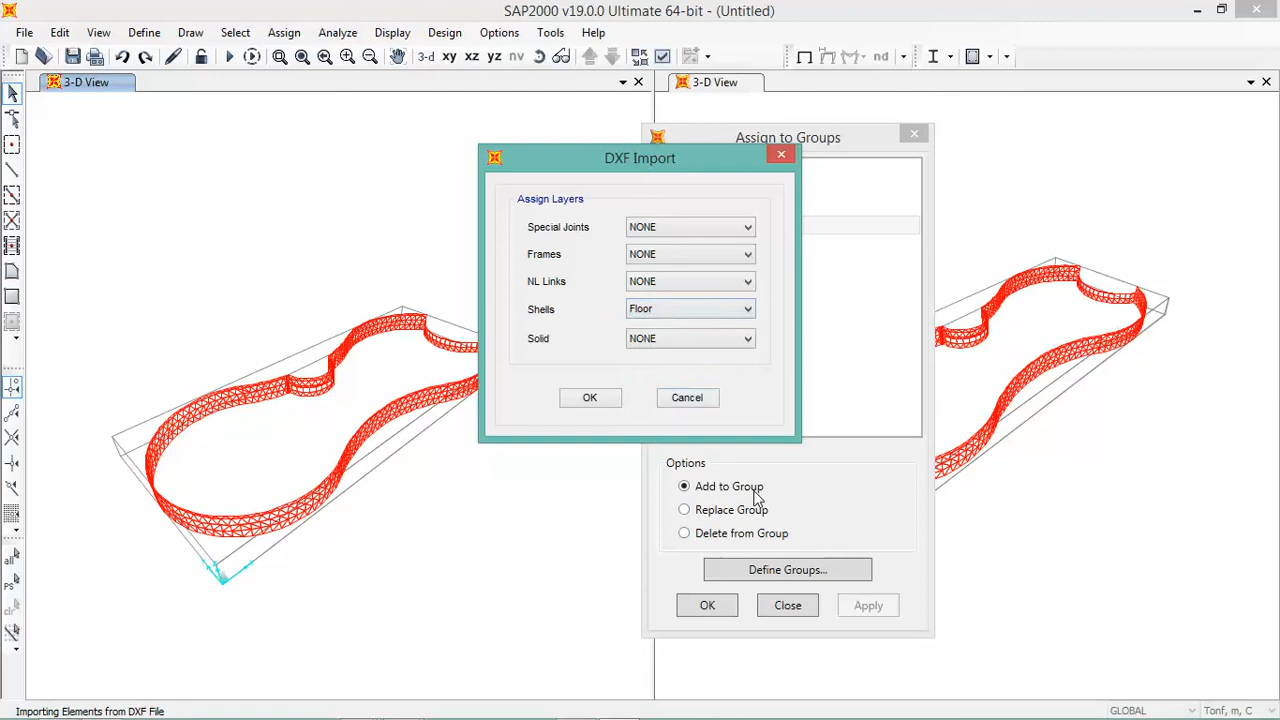 SAP2000 v19.0.0 Ultimate 64-bit - (Untitled)
File Edit View Define Draw Select Assign Analyze Display Design Options Tools Help
3-d xy xz yz nv nd
3-D View
3-D View
Assign to Groups
DXF Import
Assign Layers
Special Joints NONE
Frames NONE
NL Links NONE
Shells Floor
Solid NONE
OK Cancel
Options
Add to Group
Replace Group
Delete from Group
Define Groups...
OK Close Apply
all
PS
clr
Importing Elements from DXF File
GLOBAL
Tonf, m, C